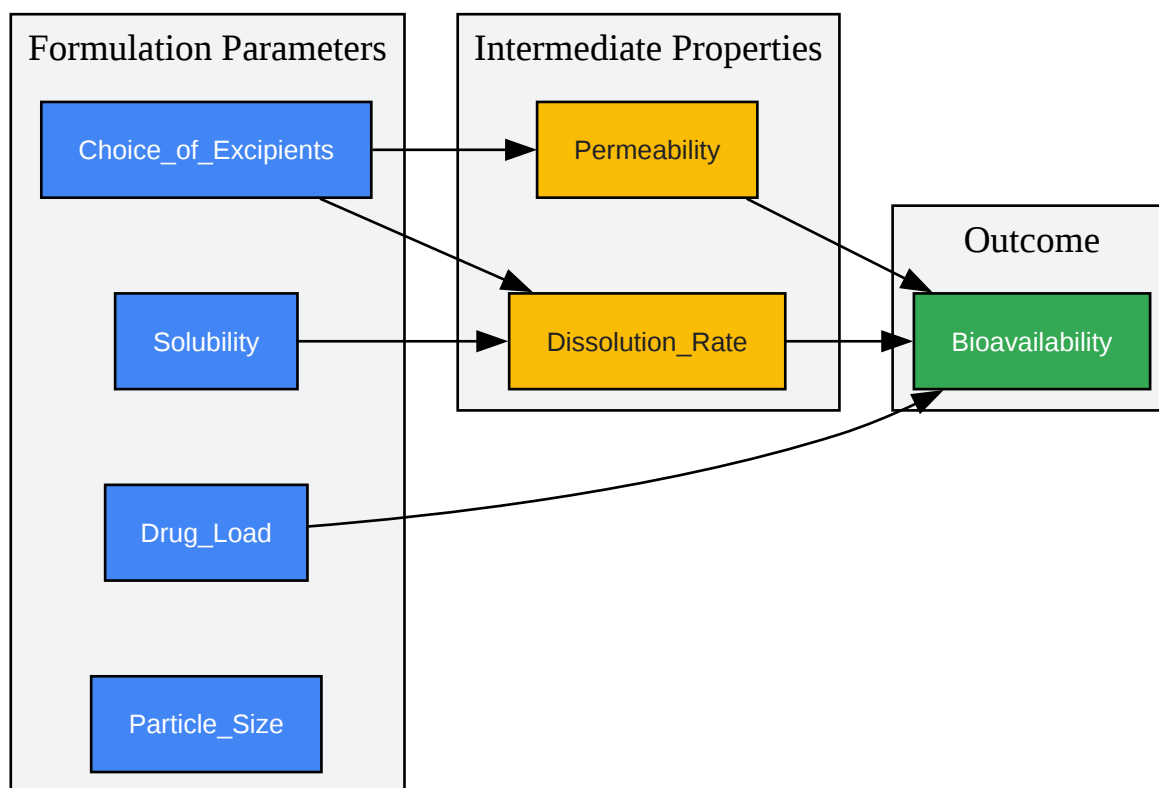 Formulation Parameters
Choice_of_Excipients
Solubility
Drug_Load
Particle_Size
Intermediate Properties
Permeability
Dissolution_Rate
Outcome
Bioavailability